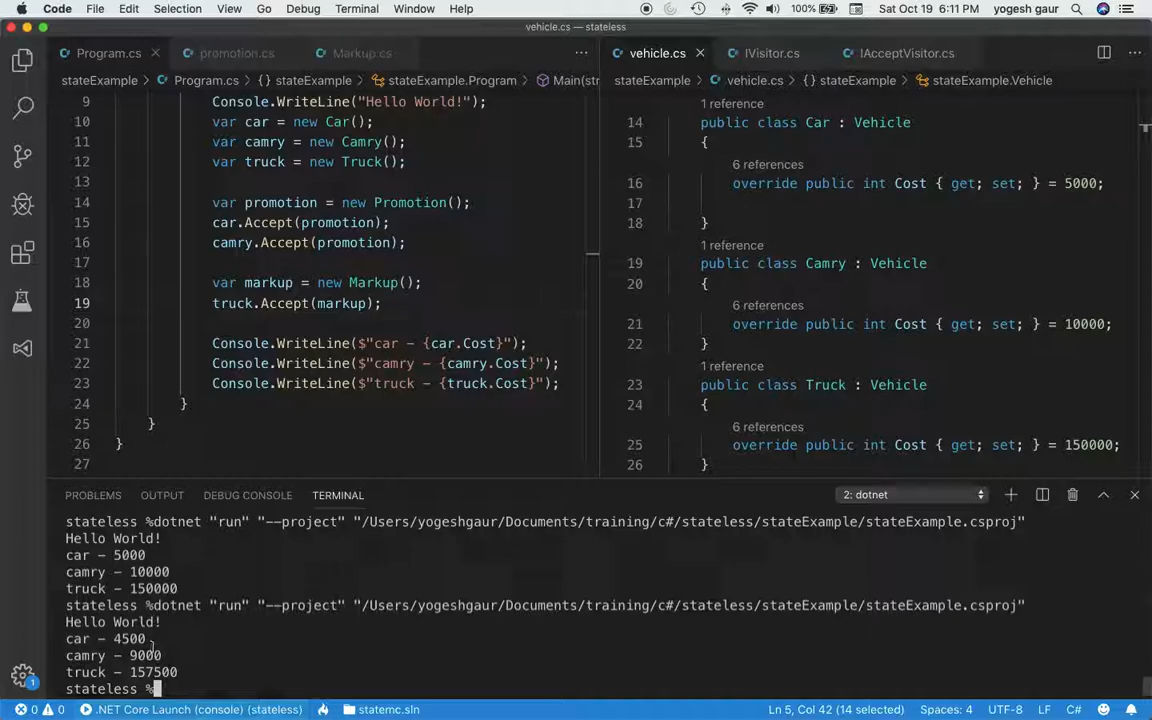 Code File Edit Selection View Go Debug Terminal Window Help 100% Sat Oct 19 6:11 PM yogesh gaur
vehicle.cs — stateless
Program.cs promotion.cs Markup.cs
stateExample Program.cs {} stateExample stateExample.Program Main(str
9 Console.WriteLine("Hello World!");
10 var car = new Car();
11 var camry = new Camry();
12 var truck = new Truck();
13
14 var promotion = new Promotion();
15 car.Accept(promotion);
16 camry.Accept(promotion);
17
18 var markup = new Markup();
19 truck.Accept(markup);
20
21 Console.WriteLine($"car - {car.Cost}");
22 Console.WriteLine($"camry - {camry.Cost}");
23 Console.WriteLine($"truck - {truck.Cost}");
24 }
25 }
26 }
27
vehicle.cs IVisitor.cs IAcceptVisitor.cs
stateExample vehicle.cs {} stateExample stateExample.Vehicle
1 reference
14 public class Car : Vehicle
15 {
6 references
16 override public int Cost { get; set; } = 5000;
17
18 }
1 reference
19 public class Camry : Vehicle
20 {
6 references
21 override public int Cost { get; set; } = 10000;
22 }
1 reference
23 public class Truck : Vehicle
24 {
6 references
25 override public int Cost { get; set; } = 150000;
26 }
PROBLEMS OUTPUT DEBUG CONSOLE TERMINAL 2: dotnet
stateless %dotnet "run" "--project" "/Users/yogeshgaur/Documents/training/c#/stateless/stateExample/stateExample.csproj"
Hello World!
car - 5000
camry - 10000
truck - 150000
stateless %dotnet "run" "--project" "/Users/yogeshgaur/Documents/training/c#/stateless/stateExample/stateExample.csproj"
Hello World!
car - 4500
camry - 9000
truck - 157500
stateless %
1
0 0 .NET Core Launch (console) (stateless) statemc.sln Ln 5, Col 42 (14 selected) Spaces: 4 UTF-8 LF C#